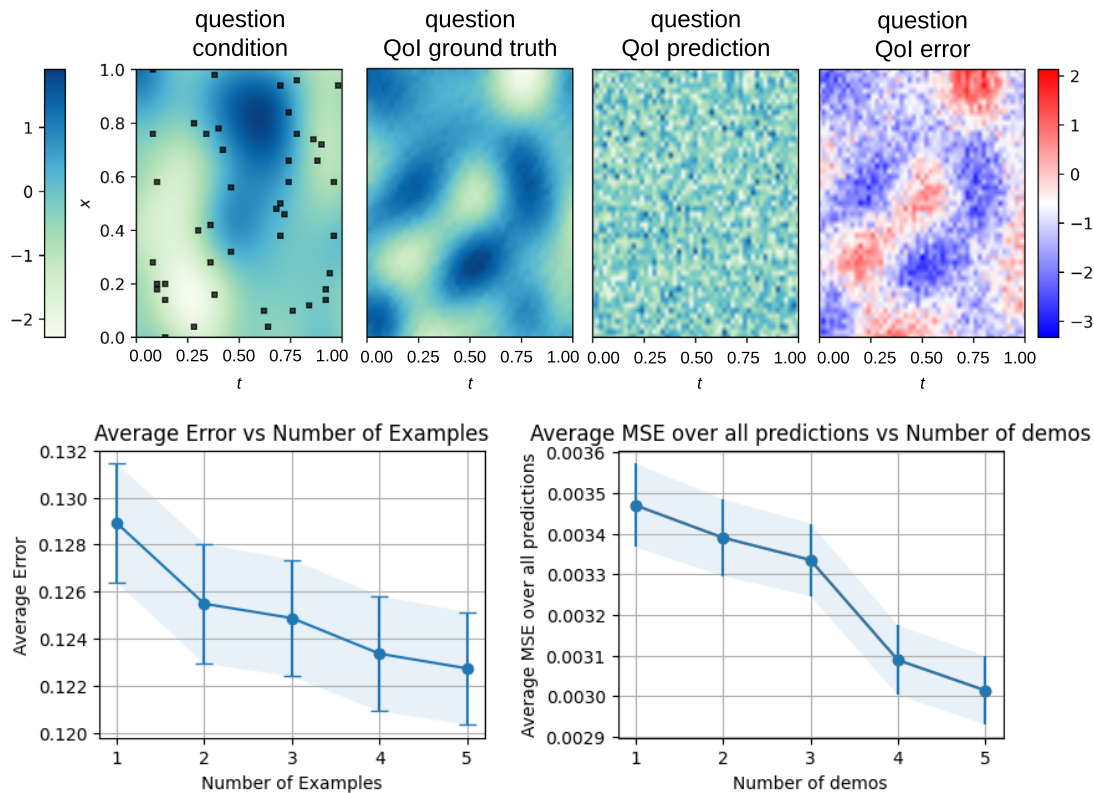 question
condition
question
QoI ground truth
question
QoI prediction
question
QoI error
1
0
−1
−2
x
1.0
0.8
0.6
0.4
0.2
0.0
0.00 0.25 0.50 0.75 1.00
t
0.00 0.25 0.50 0.75 1.00
t
0.00 0.25 0.50 0.75 1.00
t
0.00 0.25 0.50 0.75 1.00
t
2
1
0
−1
−2
−3
Average Error vs Number of Examples
Average Error
0.132
0.130
0.128
0.126
0.124
0.122
0.120
1 2 3 4 5
Number of Examples
Average MSE over all predictions vs Number of demos
Average MSE over all predictions
0.0036
0.0035
0.0034
0.0033
0.0032
0.0031
0.0030
0.0029
1 2 3 4 5
Number of demos